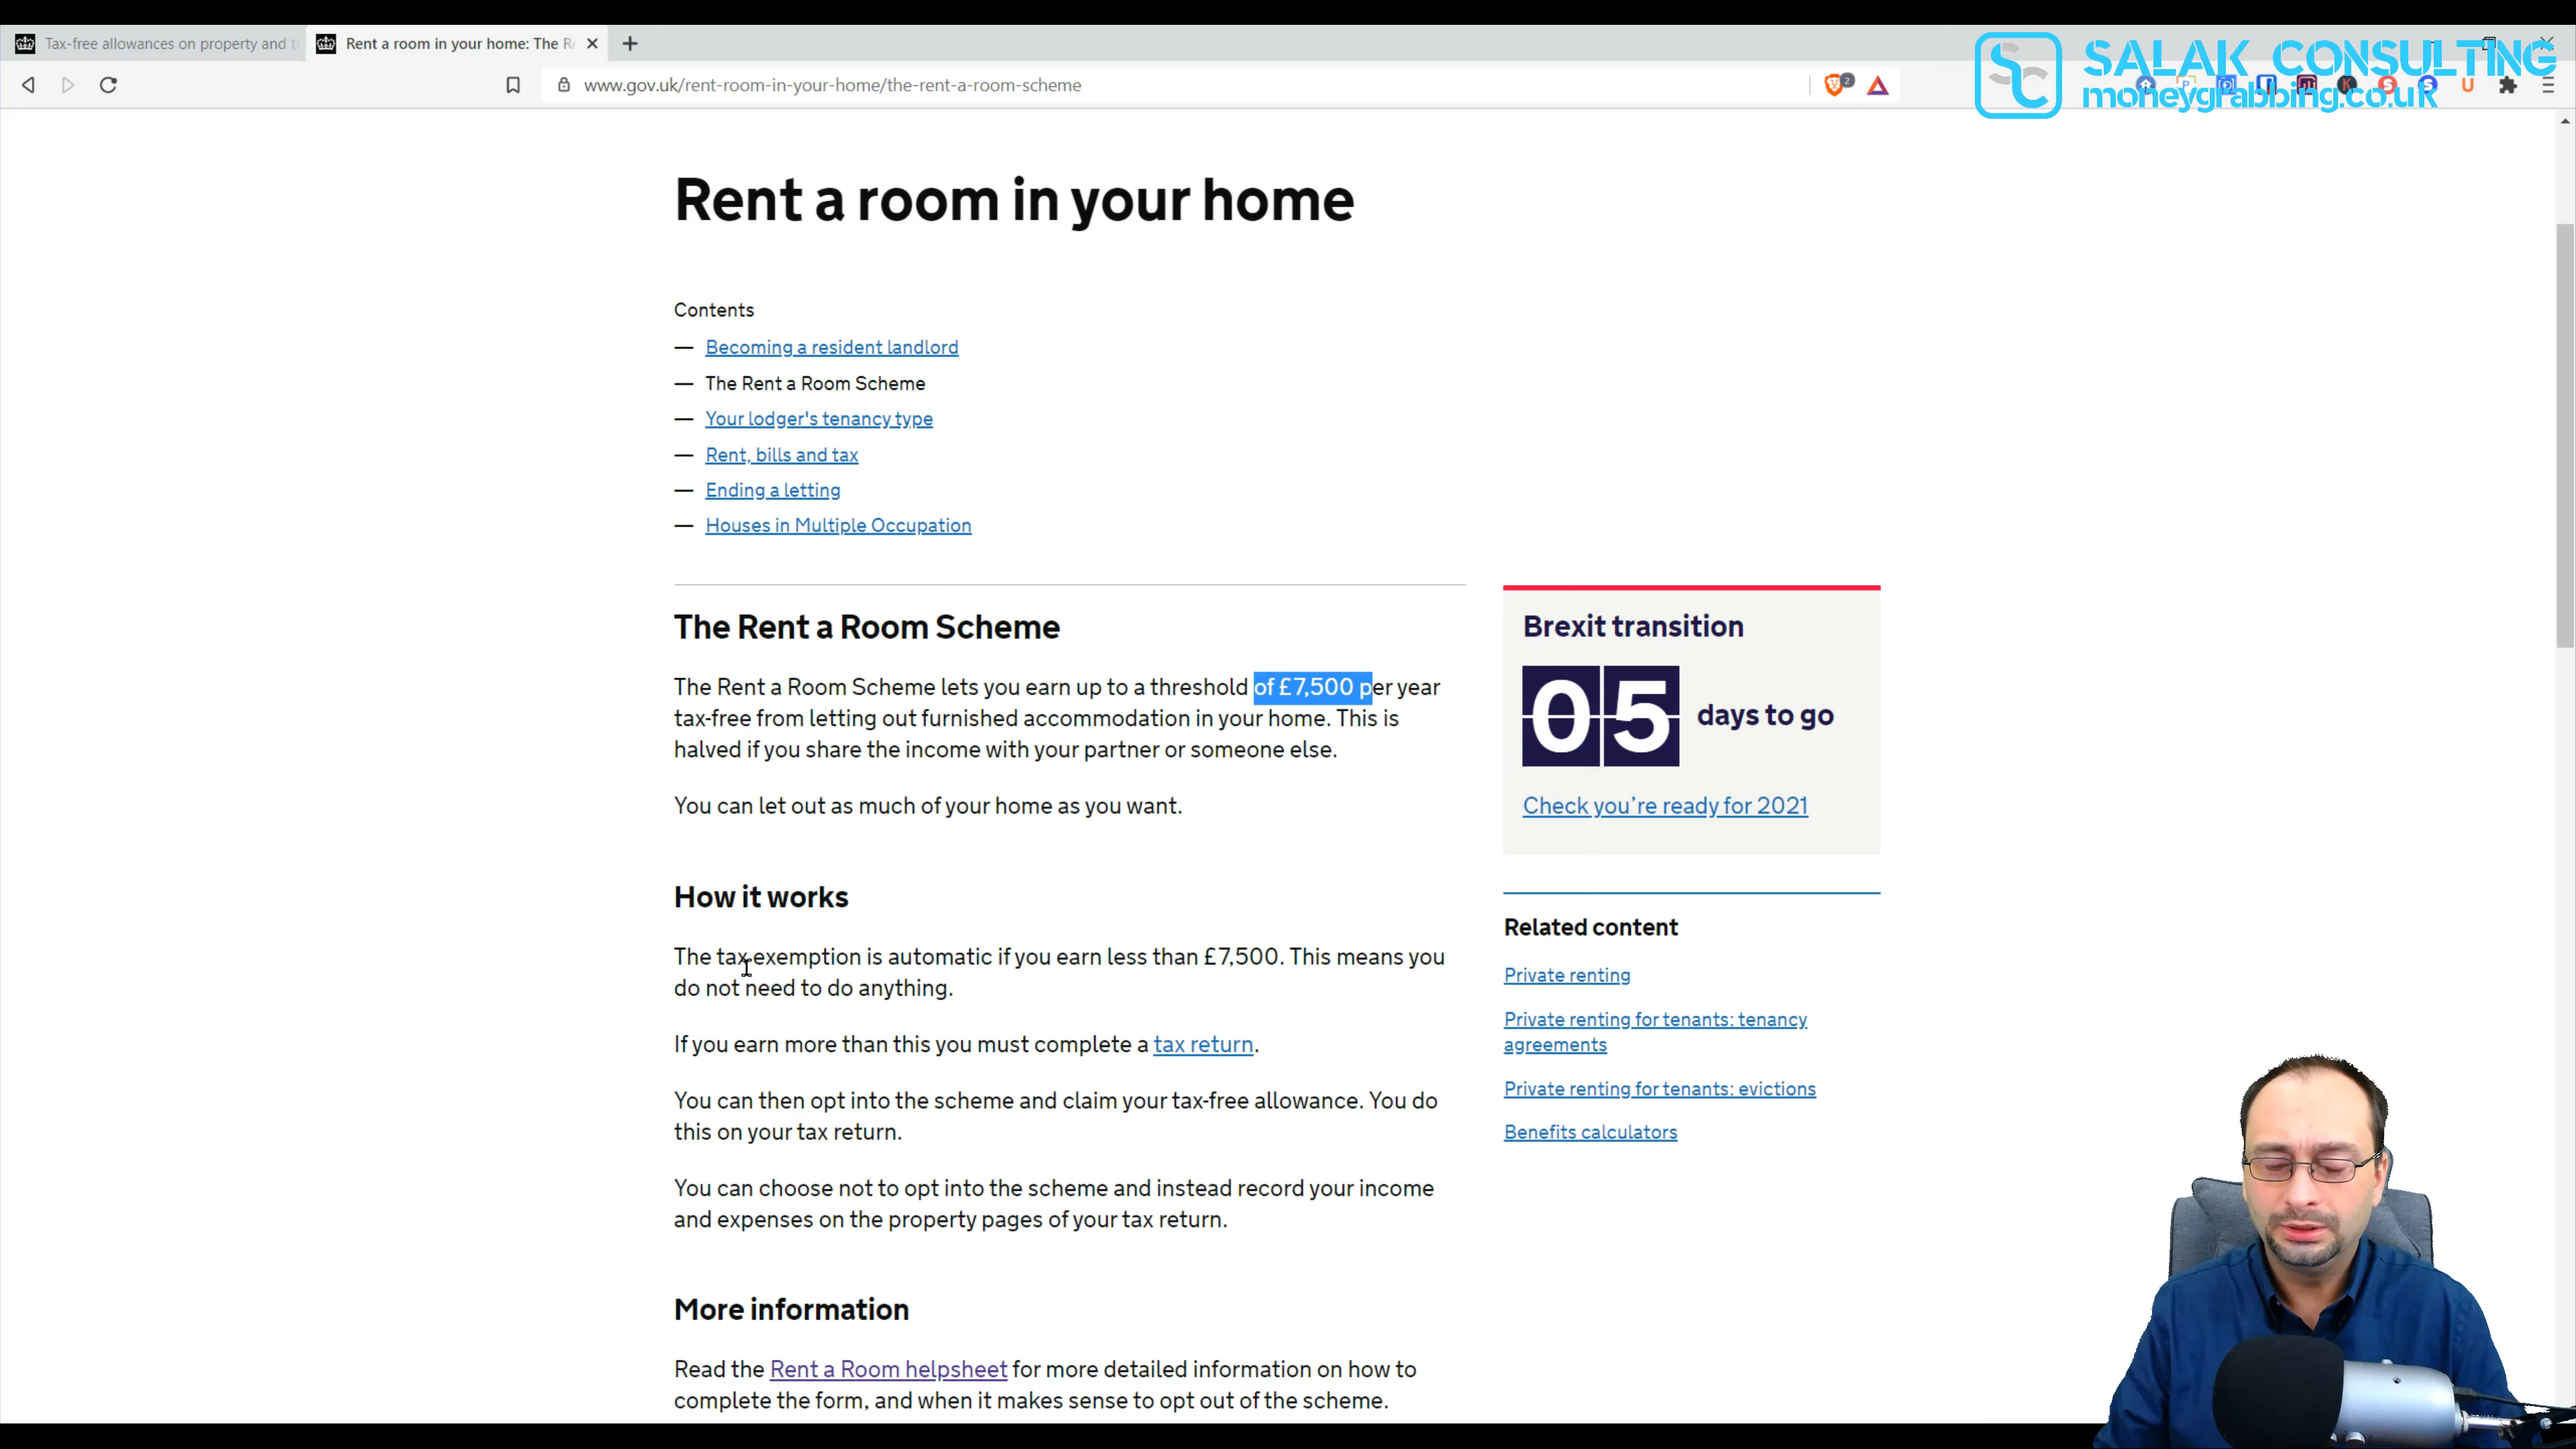 Tax-free allowances on property and t
Rent a room in your home: The R
www.gov.uk/rent-room-in-your-home/the-rent-a-room-scheme
2
SC
SALAK CONSULTING
moneygrabbing.co.uk
Rent a room in your home
Contents
— Becoming a resident landlord
— The Rent a Room Scheme
— Your lodger's tenancy type
— Rent, bills and tax
— Ending a letting
— Houses in Multiple Occupation
The Rent a Room Scheme
The Rent a Room Scheme lets you earn up to a threshold of £7,500 per year
tax-free from letting out furnished accommodation in your home. This is
halved if you share the income with your partner or someone else.
You can let out as much of your home as you want.
How it works
The tax exemption is automatic if you earn less than £7,500. This means you
do not need to do anything.
If you earn more than this you must complete a tax return.
You can then opt into the scheme and claim your tax-free allowance. You do
this on your tax return.
You can choose not to opt into the scheme and instead record your income
and expenses on the property pages of your tax return.
More information
Read the Rent a Room helpsheet for more detailed information on how to
complete the form, and when it makes sense to opt out of the scheme.
Brexit transition
05 days to go
Check you’re ready for 2021
Related content
Private renting
Private renting for tenants: tenancy
agreements
Private renting for tenants: evictions
Benefits calculators